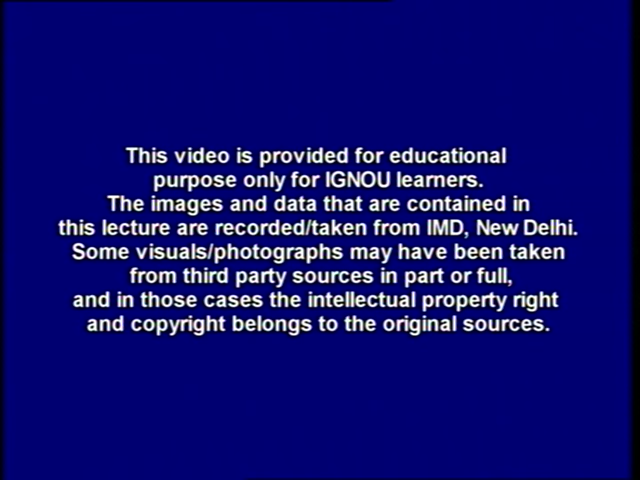 This video is provided for educational
purpose only for IGNOU learners.
The images and data that are contained in
this lecture are recorded/taken from IMD, New Delhi.
Some visuals/photographs may have been taken
from third party sources in part or full,
and in those cases the intellectual property right
and copyright belongs to the original sources.